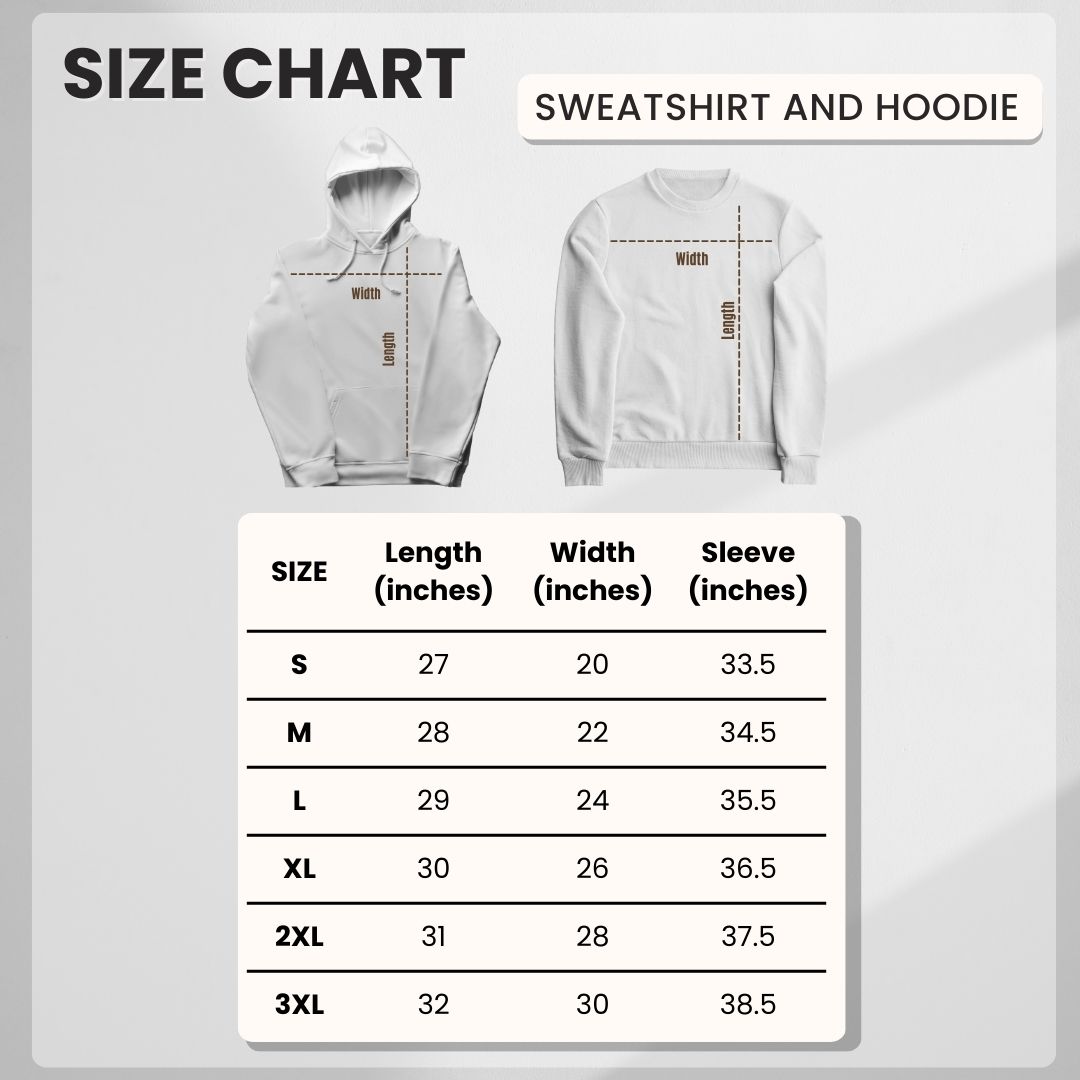 SIZE CHART
SWEATSHIRT AND HOODIE
Width
Length
Width
Length
SIZE Length (inches) Width (inches) Sleeve (inches)
S 27 20 33.5
M 28 22 34.5
L 29 24 35.5
XL 30 26 36.5
2XL 31 28 37.5
3XL 32 30 38.5